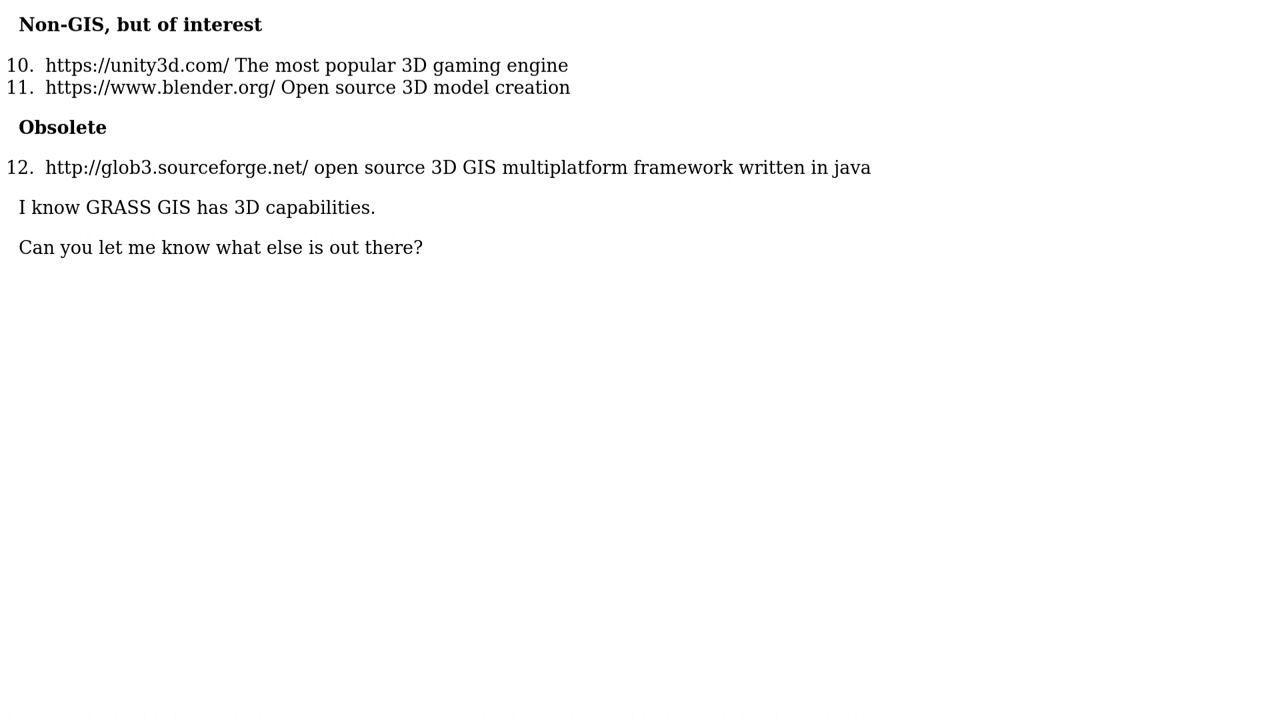 Non-GIS, but of interest
10. https://unity3d.com/ The most popular 3D gaming engine
11. https://www.blender.org/ Open source 3D model creation
Obsolete
12. http://glob3.sourceforge.net/ open source 3D GIS multiplatform framework written in java
I know GRASS GIS has 3D capabilities.
Can you let me know what else is out there?